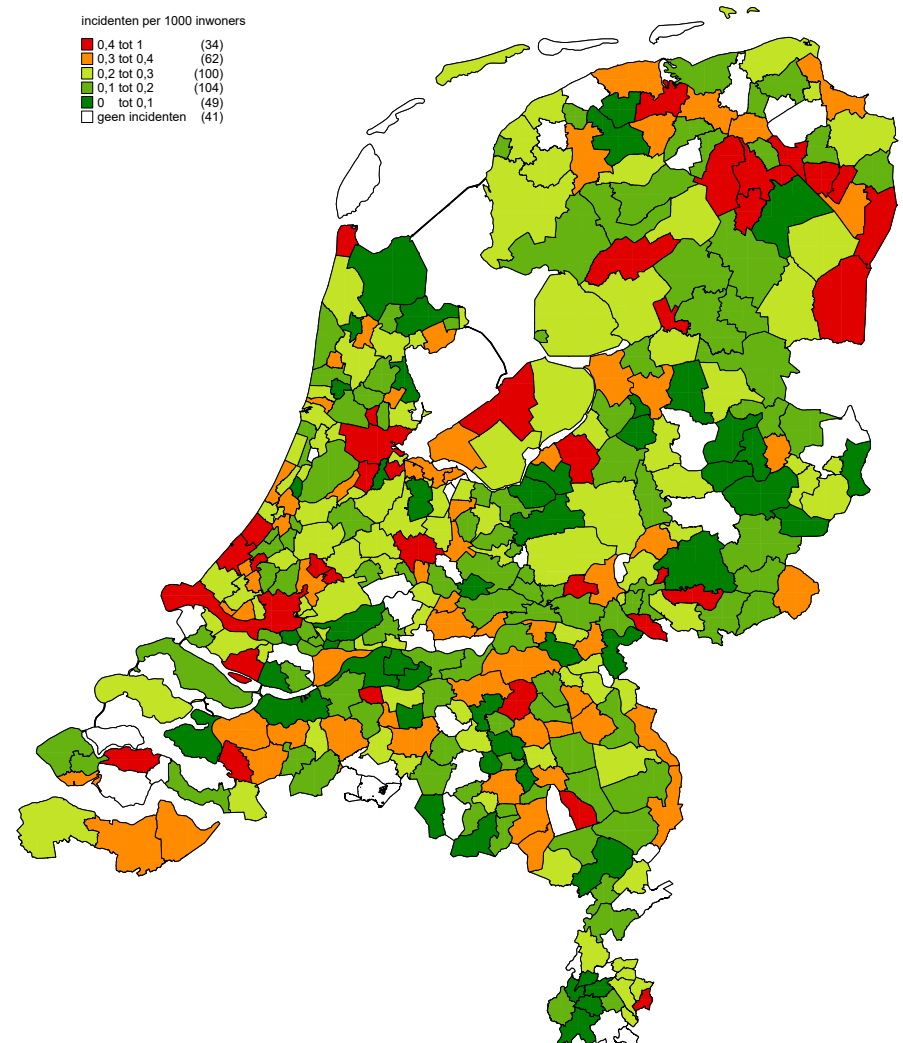 incidenten per 1000 inwoners
0,4 tot 1 (34)
0,3 tot 0,4 (62)
0,2 tot 0,3 (100)
0,1 tot 0,2 (104)
0 tot 0,1 (49)
geen incidenten (41)